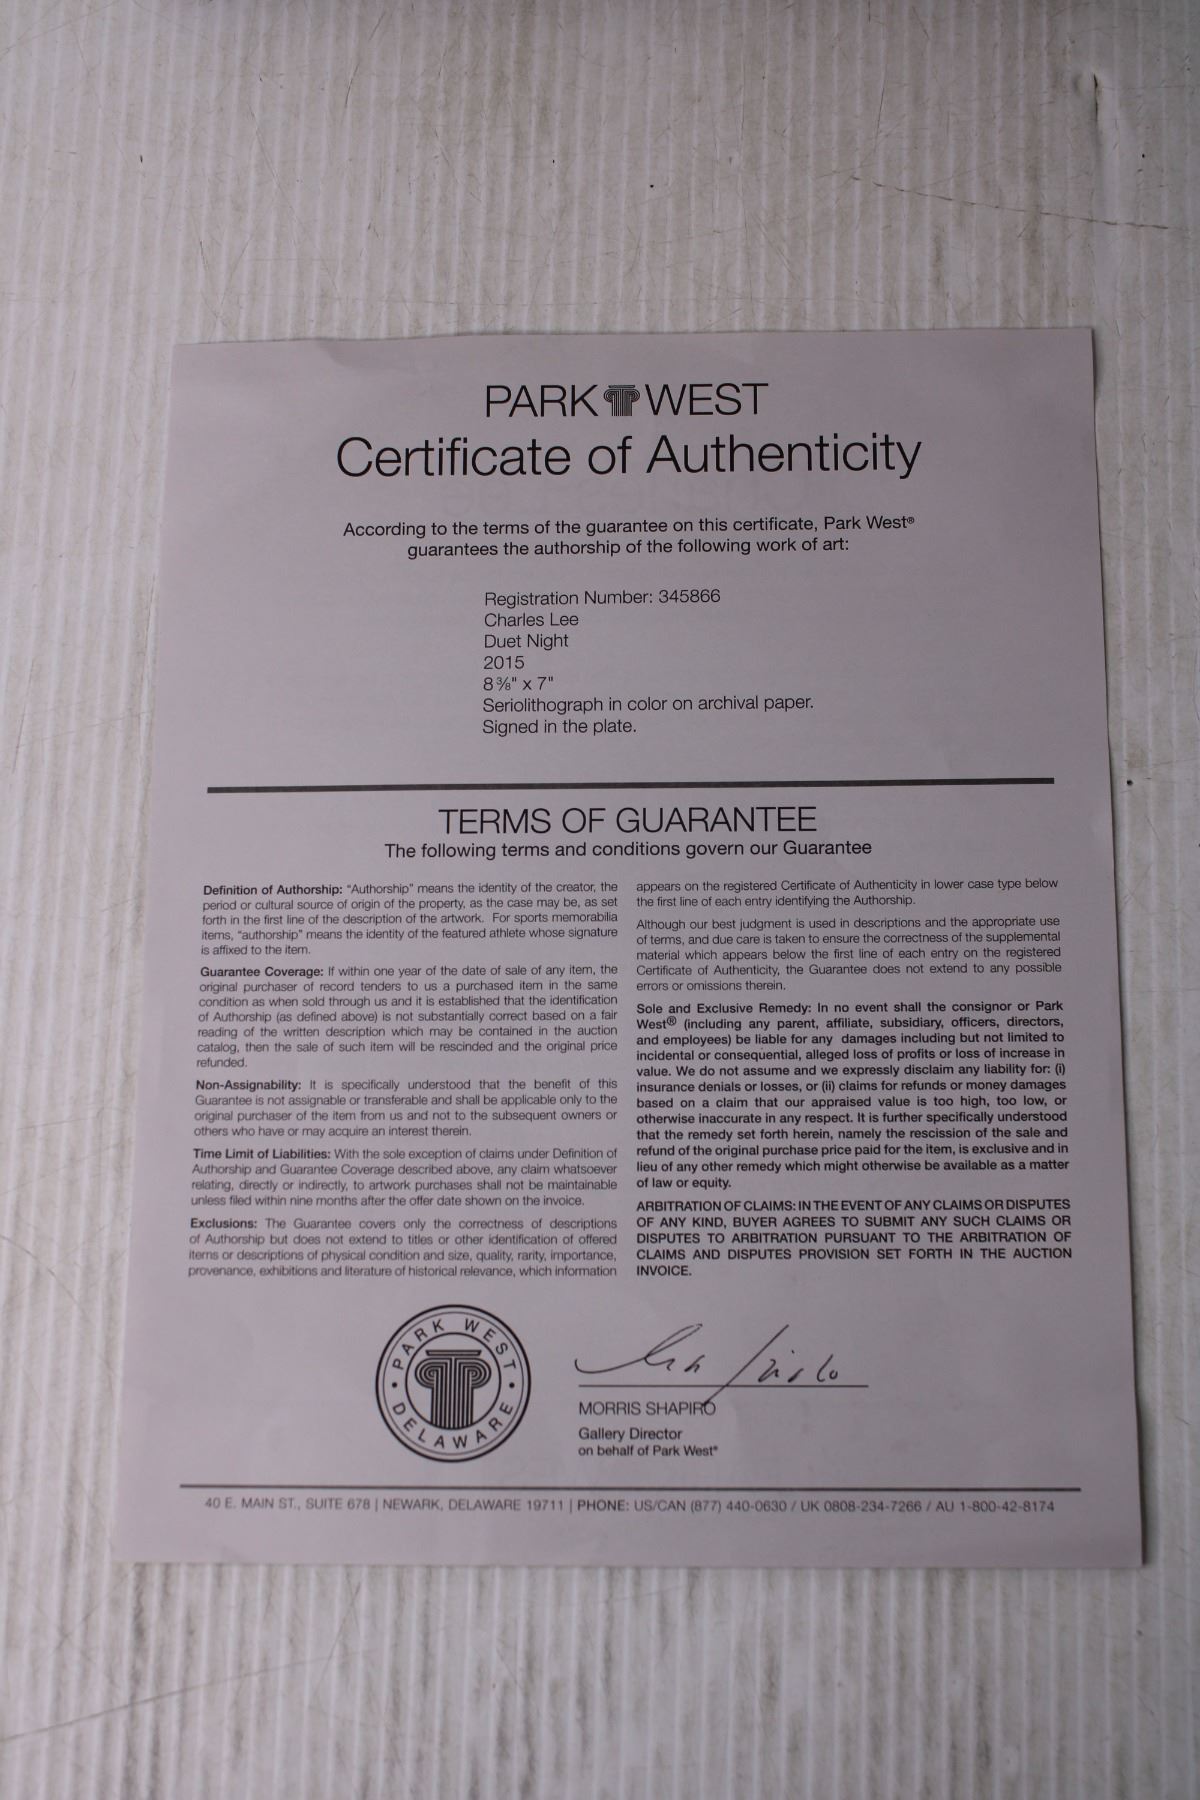 PARK WEST
Certificate of Authenticity
According to the terms of the guarantee on this certificate, Park West®
guarantees the authorship of the following work of art:
Registration Number: 345866
Charles Lee
Duet Night
2015
8 ⅜" x 7"
Seriolithograph in color on archival paper.
Signed in the plate.
TERMS OF GUARANTEE
The following terms and conditions govern our Guarantee
Definition of Authorship: “Authorship” means the identity of the creator, the
period or cultural source of origin of the property, as the case may be, as set
forth in the first line of the description of the artwork. For sports memorabilia
items, “authorship” means the identity of the featured athlete whose signature
is affixed to the item.
Guarantee Coverage: If within one year of the date of sale of any item, the
original purchaser of record tenders to us a purchased item in the same
condition as when sold through us and it is established that the identification
of Authorship (as defined above) is not substantially correct based on a fair
reading of the written description which may be contained in the auction
catalog, then the sale of such item will be rescinded and the original price
refunded.
Non-Assignability: It is specifically understood that the benefit of this
Guarantee is not assignable or transferable and shall be applicable only to the
original purchaser of the item from us and not to the subsequent owners or
others who have or may acquire an interest therein.
Time Limit of Liabilities: With the sole exception of claims under Definition of
Authorship and Guarantee Coverage described above, any claim whatsoever
relating, directly or indirectly, to artwork purchases shall not be maintainable
unless filed within nine months after the offer date shown on the invoice.
Exclusions: The Guarantee covers only the correctness of descriptions
of Authorship but does not extend to titles or other identification of offered
items or descriptions of physical condition and size, quality, rarity, importance,
provenance, exhibitions and literature of historical relevance, which information
appears on the registered Certificate of Authenticity in lower case type below
the first line of each entry identifying the Authorship.
Although our best judgment is used in descriptions and the appropriate use
of terms, and due care is taken to ensure the correctness of the supplemental
material which appears below the first line of each entry on the registered
Certificate of Authenticity, the Guarantee does not extend to any possible
errors or omissions therein.
Sole and Exclusive Remedy: In no event shall the consignor or Park
West® (including any parent, affiliate, subsidiary, officers, directors,
and employees) be liable for any damages including but not limited to
incidental or consequential, alleged loss of profits or loss of increase in
value. We do not assume and we expressly disclaim any liability for: (i)
insurance denials or losses, or (ii) claims for refunds or money damages
based on a claim that our appraised value is too high, too low, or
otherwise inaccurate in any respect. It is further specifically understood
that the remedy set forth herein, namely the rescission of the sale and
refund of the original purchase price paid for the item, is exclusive and in
lieu of any other remedy which might otherwise be available as a matter
of law or equity.
ARBITRATION OF CLAIMS: IN THE EVENT OF ANY CLAIMS OR DISPUTES
OF ANY KIND, BUYER AGREES TO SUBMIT ANY SUCH CLAIMS OR
DISPUTES TO ARBITRATION PURSUANT TO THE ARBITRATION OF
CLAIMS AND DISPUTES PROVISION SET FORTH IN THE AUCTION
INVOICE.
PARK WEST
• DELAWARE •
MORRIS SHAPIRO
Gallery Director
on behalf of Park West®
40 E. MAIN ST., SUITE 678 | NEWARK, DELAWARE 19711 | PHONE: US/CAN (877) 440-0630 / UK 0808-234-7266 / AU 1-800-42-8174